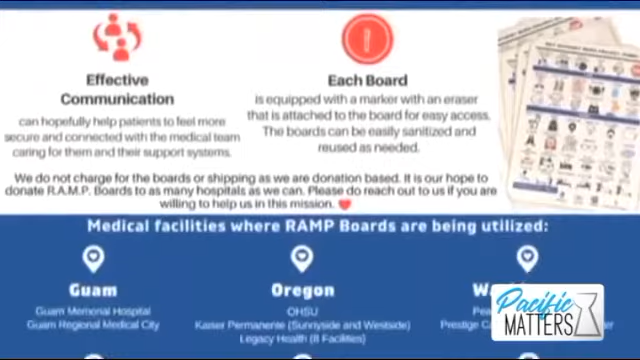 Effective
Communication
can hopefully help patients to feel more
secure and connected with the medical team
caring for them and their support systems.
Each Board
is equipped with a marker with an eraser
that is attached to the board for easy access.
The boards can be easily sanitized and
reused as needed.
We do not charge for the boards or shipping as we are donation based. It is our hope to
donate R.A.M.P. Boards to as many hospitals as we can. Please do reach out to us if you are
willing to help us in this mission.
Medical facilities where RAMP Boards are being utilized:
Guam
Guam Memorial Hospital
Guam Regional Medical City
Oregon
OHSU
Kaiser Permanente (Sunnyside and Westside)
Legacy Health (8 Facilities)
Prestige
Pacific
MATTERS